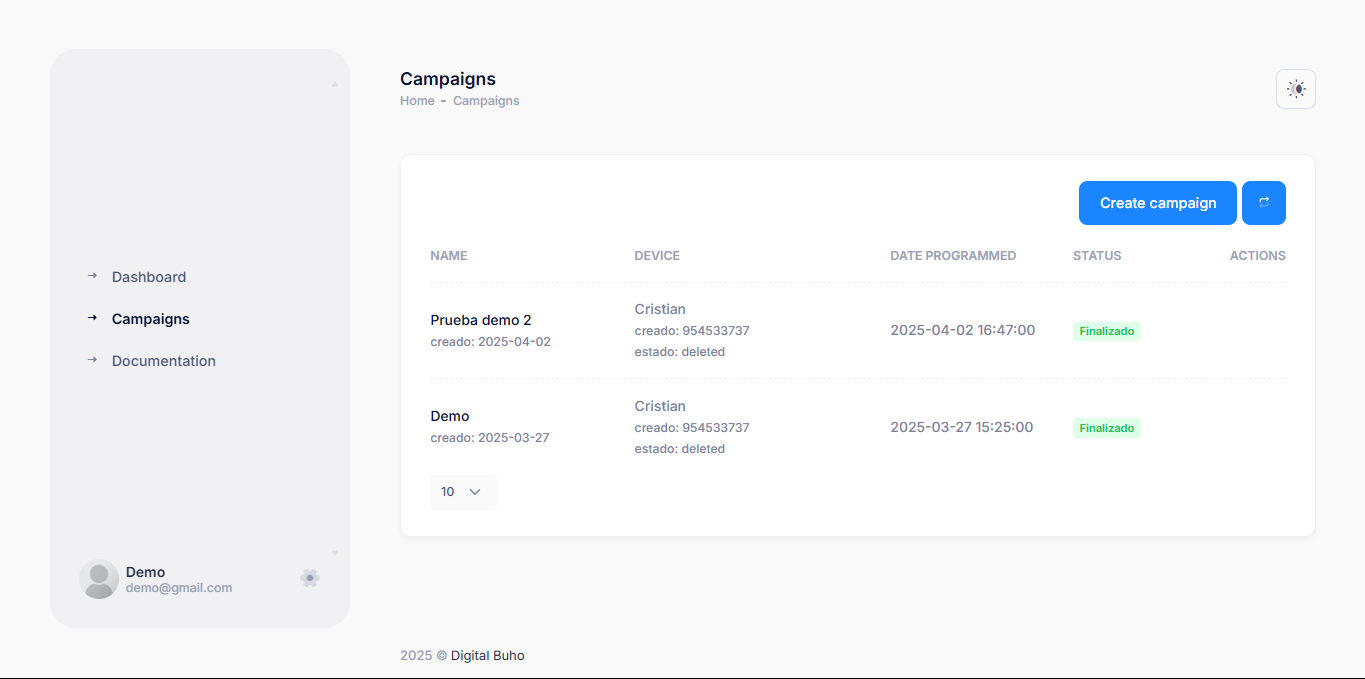 Campaigns
Home - Campaigns
Dashboard
Campaigns
Documentation
Demo
demo@gmail.com
Create campaign
NAME DEVICE DATE PROGRAMMED STATUS ACTIONS
Prueba demo 2
creado: 2025-04-02
Cristian
creado: 954533737
estado: deleted
2025-04-02 16:47:00
Finalizado
Demo
creado: 2025-03-27
Cristian
creado: 954533737
estado: deleted
2025-03-27 15:25:00
Finalizado
10
2025 © Digital Buho